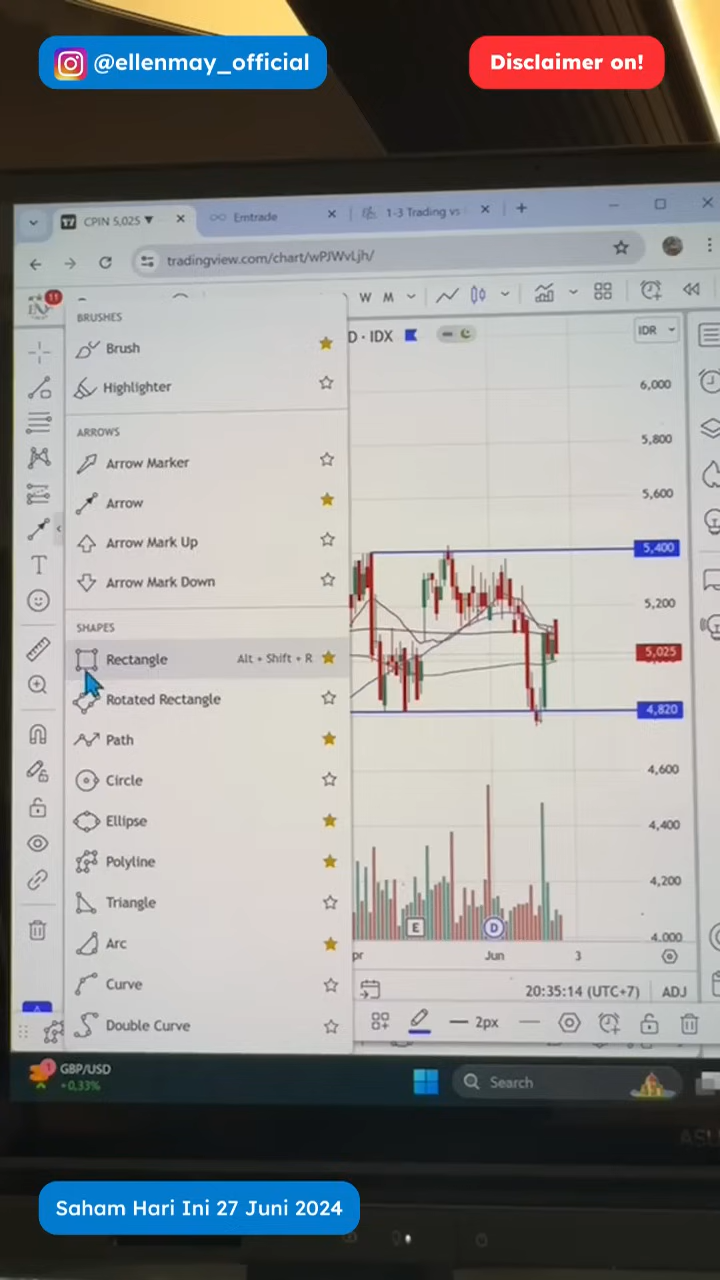 @ellenmay_official
Disclaimer on!
CPIN 5,025 ▼
Emtrade
1-3 Trading vs
tradingview.com/chart/wPJWvLjh/
11
W M
BRUSHES
Brush
Highlighter
ARROWS
Arrow Marker
Arrow
Arrow Mark Up
Arrow Mark Down
SHAPES
Rectangle Alt + Shift + R
Rotated Rectangle
Path
Circle
Ellipse
Polyline
Triangle
Arc
Curve
Double Curve
D · IDX
IDR
6,000
5,800
5,600
5,400
5,200
5,025
4,820
4,600
4,400
4,200
4,000
E
D
pr
Jun
3
20:35:14 (UTC+7) ADJ
2px
1
GBP/USD
+0,33%
Search
Saham Hari Ini 27 Juni 2024